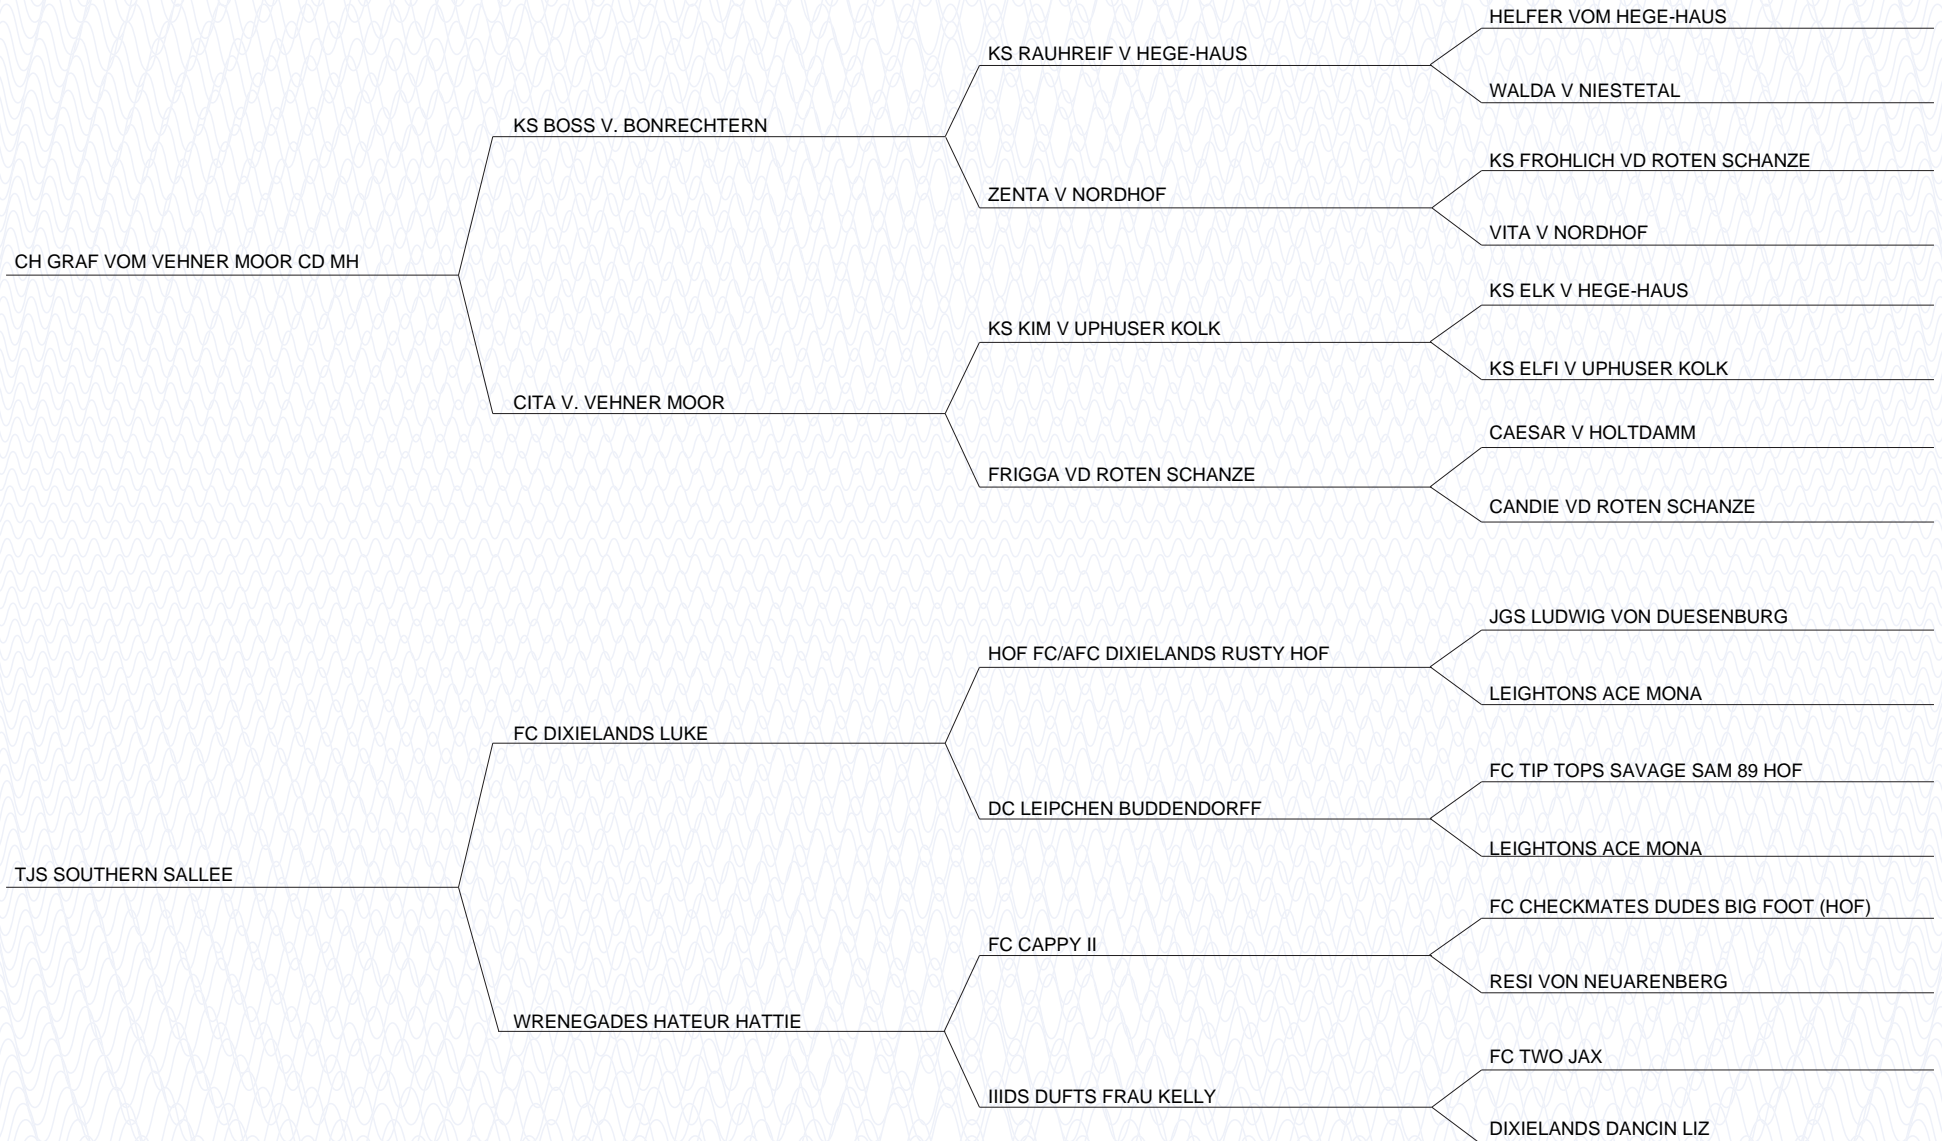 HELFER VOM HEGE-HAUS
KS RAUHREIF V HEGE-HAUS
WALDA V NIESTETAL
KS BOSS V. BONRECHTERN
KS FROHLICH VD ROTEN SCHANZE
ZENTA V NORDHOF
VITA V NORDHOF
CH GRAF VOM VEHNER MOOR CD MH
KS ELK V HEGE-HAUS
KS KIM V UPHUSER KOLK
KS ELFI V UPHUSER KOLK
CITA V. VEHNER MOOR
CAESAR V HOLTDAMM
FRIGGA VD ROTEN SCHANZE
CANDIE VD ROTEN SCHANZE
JGS LUDWIG VON DUESENBURG
HOF FC/AFC DIXIELANDS RUSTY HOF
LEIGHTONS ACE MONA
FC DIXIELANDS LUKE
FC TIP TOPS SAVAGE SAM 89 HOF
DC LEIPCHEN BUDDENDORFF
LEIGHTONS ACE MONA
TJS SOUTHERN SALLEE
FC CHECKMATES DUDES BIG FOOT (HOF)
FC CAPPY II
RESI VON NEUARENBERG
WRENEGADES HATEUR HATTIE
FC TWO JAX
IIIDS DUFTS FRAU KELLY
DIXIELANDS DANCIN LIZ